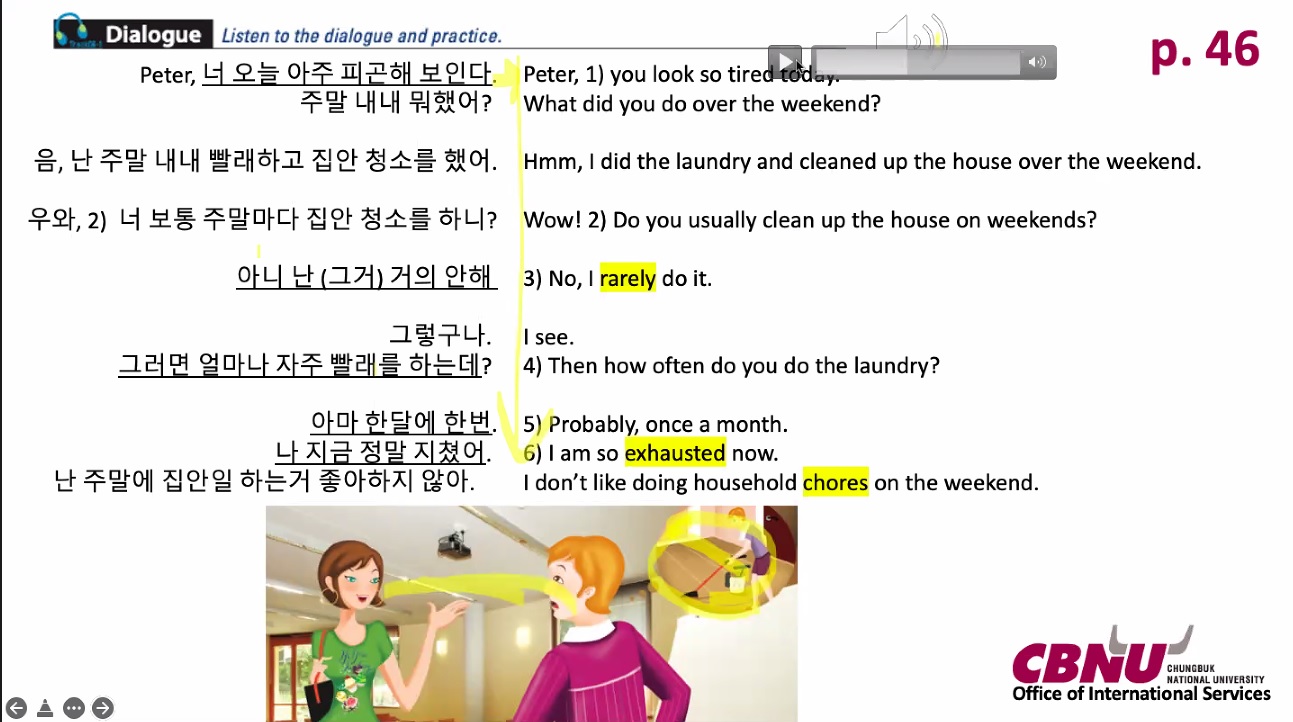 Dialogue Listen to the dialogue and practice.
p. 46
Peter, 너 오늘 아주 피곤해 보인다. Peter, 1) you look so tired today.
주말 내내 뭐했어? What did you do over the weekend?
음, 난 주말 내내 빨래하고 집안 청소를 했어. Hmm, I did the laundry and cleaned up the house over the weekend.
우와, 2) 너 보통 주말마다 집안 청소를 하니? Wow! 2) Do you usually clean up the house on weekends?
아니 난 (그거) 거의 안해 3) No, I rarely do it.
그렇구나. I see.
그러면 얼마나 자주 빨래를 하는데? 4) Then how often do you do the laundry?
아마 한달에 한번. 5) Probably, once a month.
나 지금 정말 지쳤어. 6) I am so exhausted now.
난 주말에 집안일 하는거 좋아하지 않아. I don't like doing household chores on the weekend.
CBNU CHUNGBUK
NATIONAL UNIVERSITY
Office of International Services